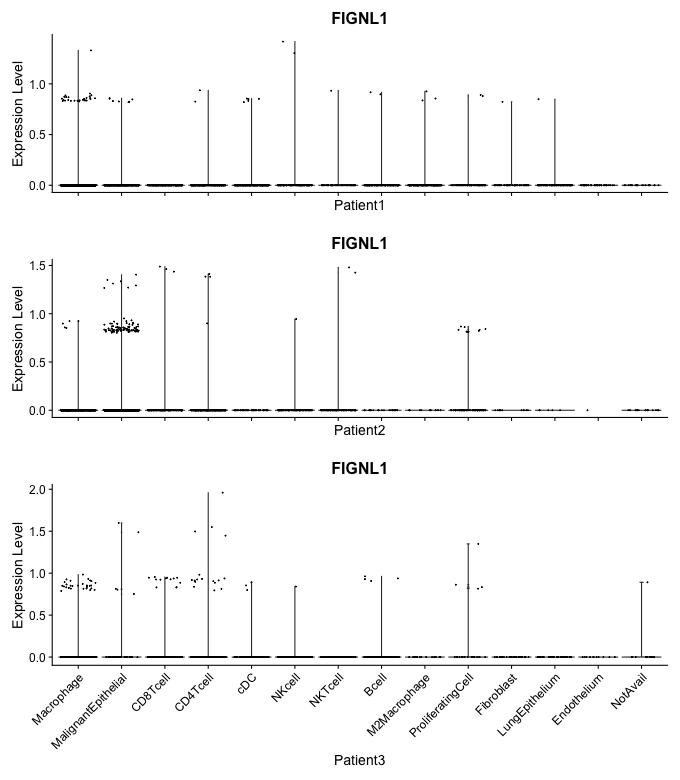 FIGNL1
Expression Level
1.0
0.5
0.0
Patient1
FIGNL1
Expression Level
1.5
1.0
0.5
0.0
Patient2
FIGNL1
Expression Level
2.0
1.5
1.0
0.5
0.0
Macrophage
MalignantEpithelial
CD8Tcell
CD4Tcell
cDC
NKcell
NKTcell
Bcell
M2Macrophage
ProliferatingCell
Fibroblast
LungEpithelium
Endothelium
NotAvail
Patient3